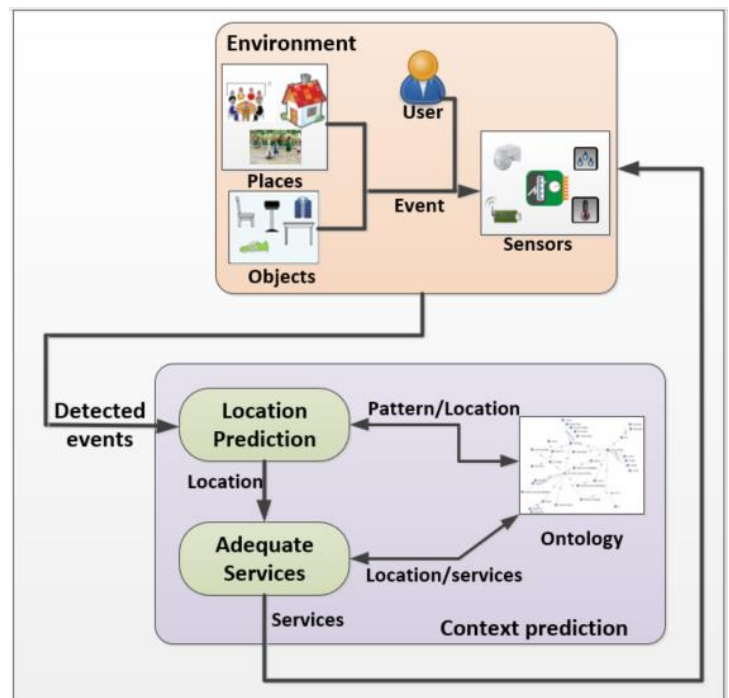 Environment
User
Places
Event
Sensors
Objects
Detected
events
Location
Prediction
Pattern/Location
Location
Ontology
Adequate
Services
Location/services
Services
Context prediction